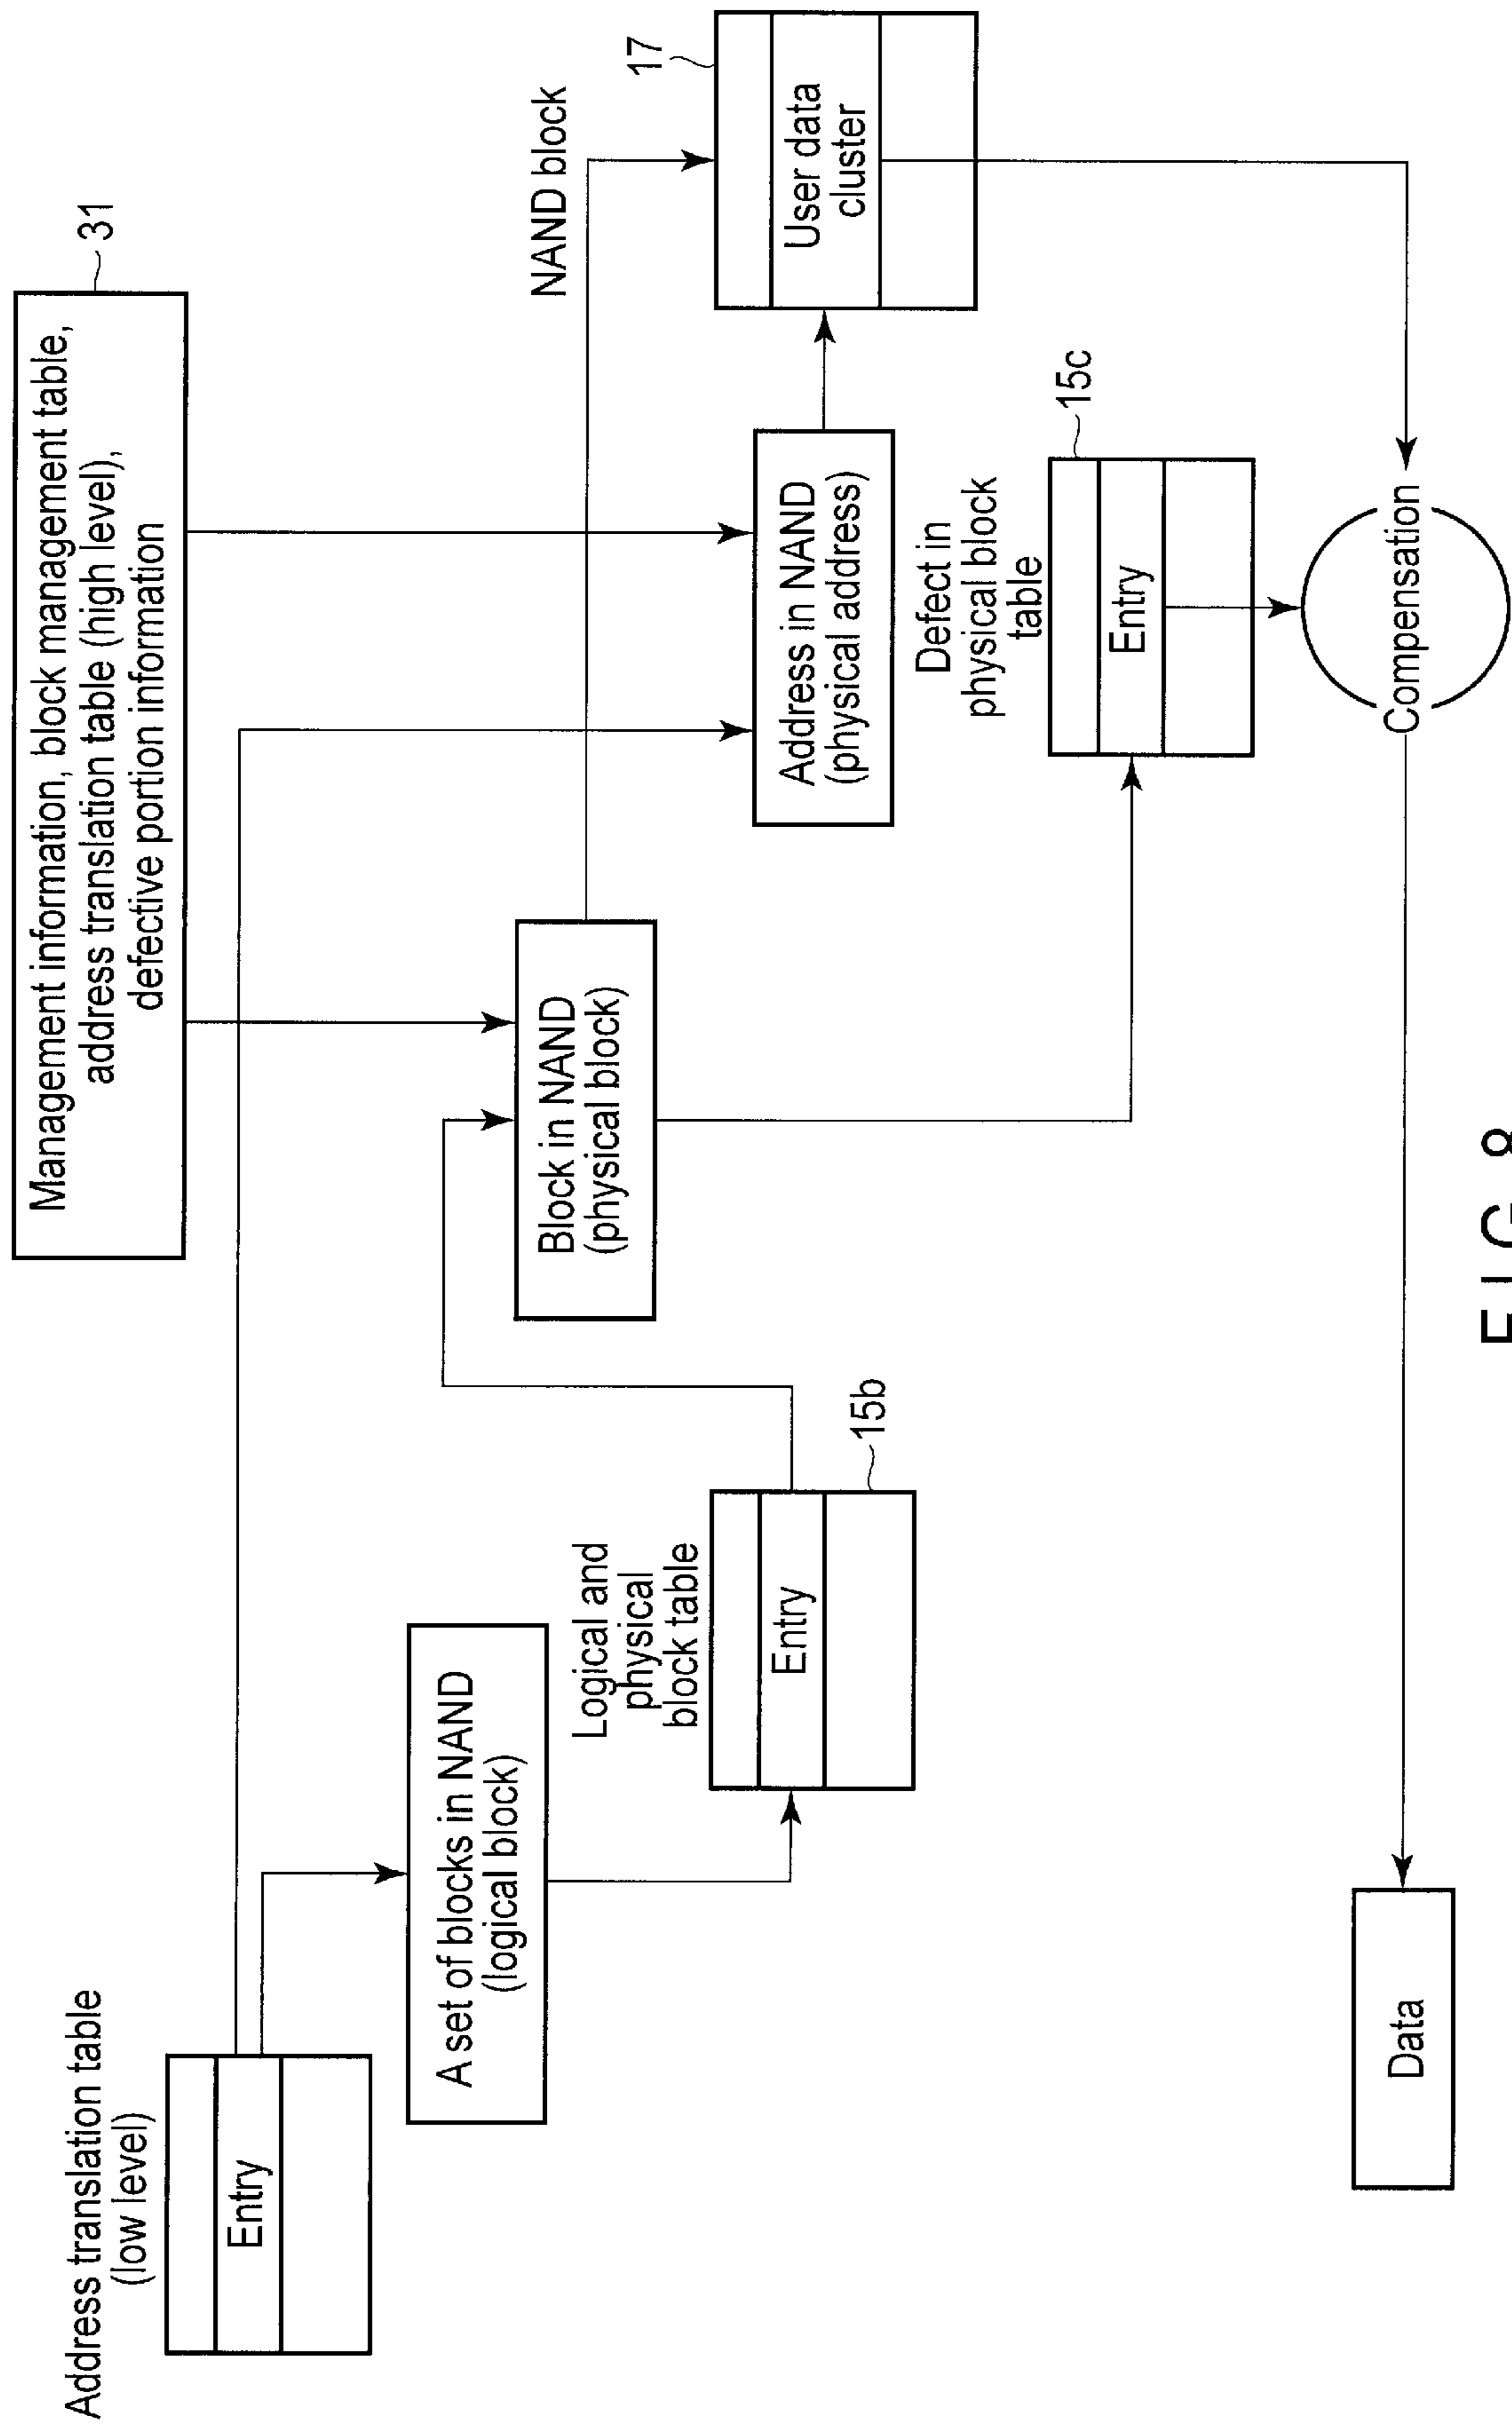 Address translation table
(low level)
Entry
Management information, block management table,
address translation table (high level),
defective portion information
31
A set of blocks in NAND
(logical block)
Logical and
physical
block table
Entry
15b
Block in NAND
(physical block)
NAND block
Address in NAND
(physical address)
17
User data
cluster
Defect in
physical block
table
Entry
15c
Compensation
Data
FIG. 8